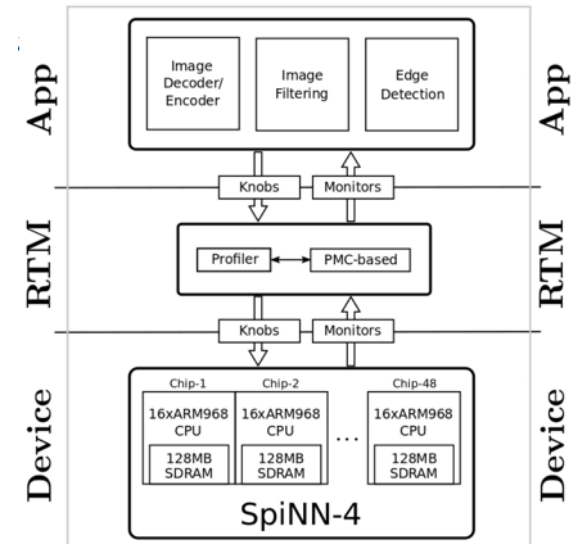 Image
Decoder/
Encoder
Image
Filtering
Edge
Detection
App
App
Knobs
Monitors
Profiler
PMC-based
RTM
RTM
Knobs
Monitors
Chip-1
Chip-2
Chip-48
16xARM968
CPU
128MB
SDRAM
16xARM968
CPU
128MB
SDRAM
...
16xARM968
CPU
128MB
SDRAM
Device
Device
SpiNN-4